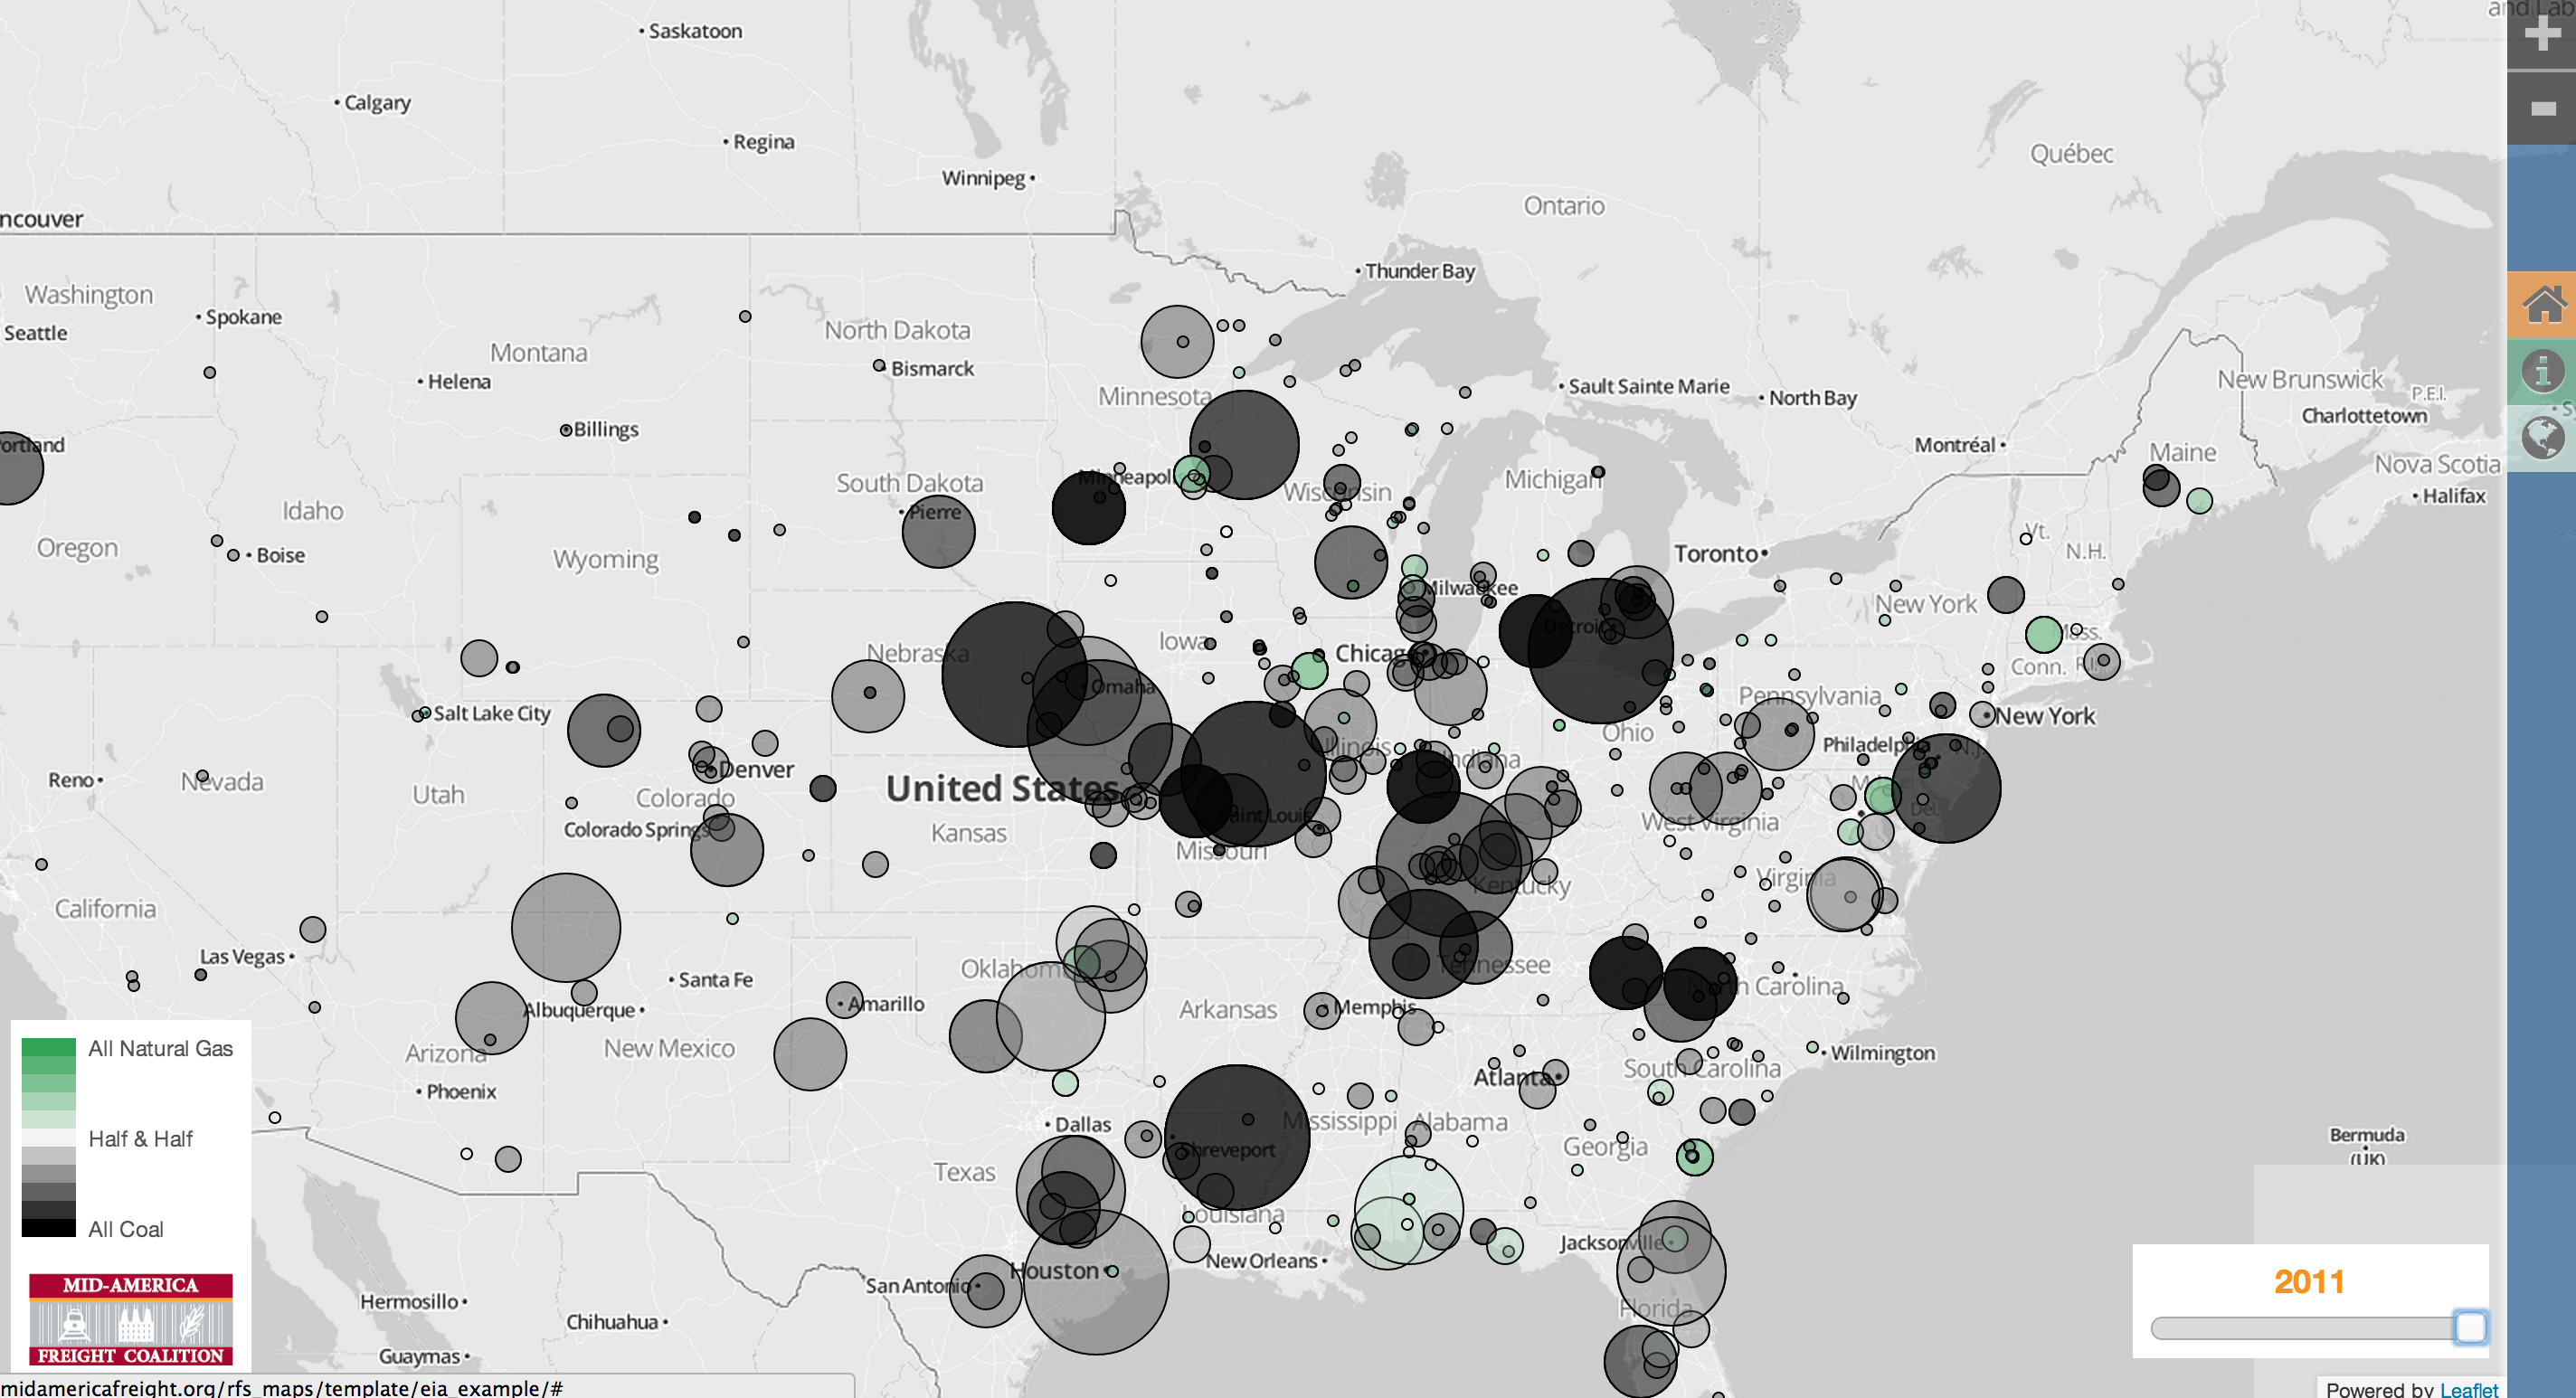 and Lab
• Saskatoon
• Calgary
• Regina
Québec
Winnipeg •
Ontario
ncouver
• Thunder Bay
Washington
• Spokane
North Dakota
Seattle
Montana
• Bismarck
• Helena
• Sault Sainte Marie
New Brunswick
P.E.I.
Minnesota
• North Bay
Charlottetown
Billings
ortland
Montréal •
Maine
Nova Scotia
Minneapol
Michigan
South Dakota
Wisconsin
• Halifax
Idaho
• Pierre
Vt.
Oregon
• Boise
Wyoming
Toronto •
N.H.
Milwaukee
New York
Detroit
Mass.
Iowa
Nebraska
Chicag
Conn. R.I.
Omaha
Pennsylvania
Salt Lake City
• New York
Ohio
Illinois
Philadelphia
N.J.
Indiana
Denver
Reno •
Nevada
United States
Utah
Colorado
Del.
Saint Louis
Colorado Springs
Kansas
West Virginia
Missouri
Kentucky
Virginia
California
Las Vegas •
Oklahom
Tennessee
• Santa Fe
North Carolina
• Amarillo
Albuquerque •
Arkansas
• Memphis
Arizona
New Mexico
• Wilmington
South Carolina
Atlanta
• Phoenix
• Dallas
Mississippi
Alabama
Georgia
Bermuda
(UK)
Shreveport
Texas
Louisiana
Jacksonville
New Orleans •
Houston •
San Antonio •
Hermosillo •
Florida
Chihuahua •
Guaymas •
All Natural Gas
Half & Half
All Coal
MID-AMERICA
FREIGHT COALITION
2011
midamericafreight.org/rfs_maps/template/eia_example/#
Powered by Leaflet